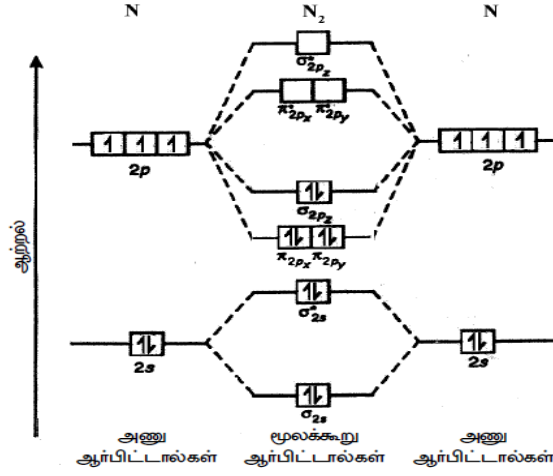 N N₂ N
σ*2pz
π*2px π*2py
2p 2p
σ2pz
π2px π2py
ஆற்றல்
σ*2s
2s 2s
σ2s
அணு மூலக்கூறு அணு
ஆர்பிட்டால்கள் ஆர்பிட்டால்கள் ஆர்பிட்டால்கள்